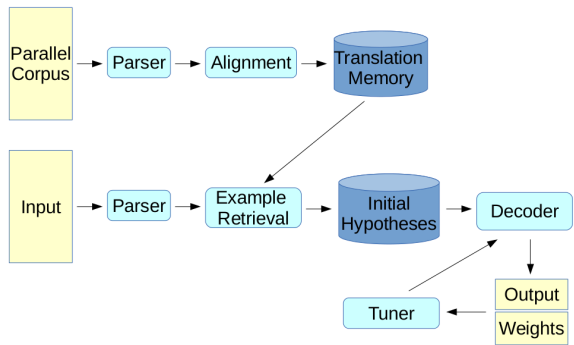 Parallel
Corpus
Parser
Alignment
Translation
Memory
Input
Parser
Example
Retrieval
Initial
Hypotheses
Decoder
Tuner
Output
Weights